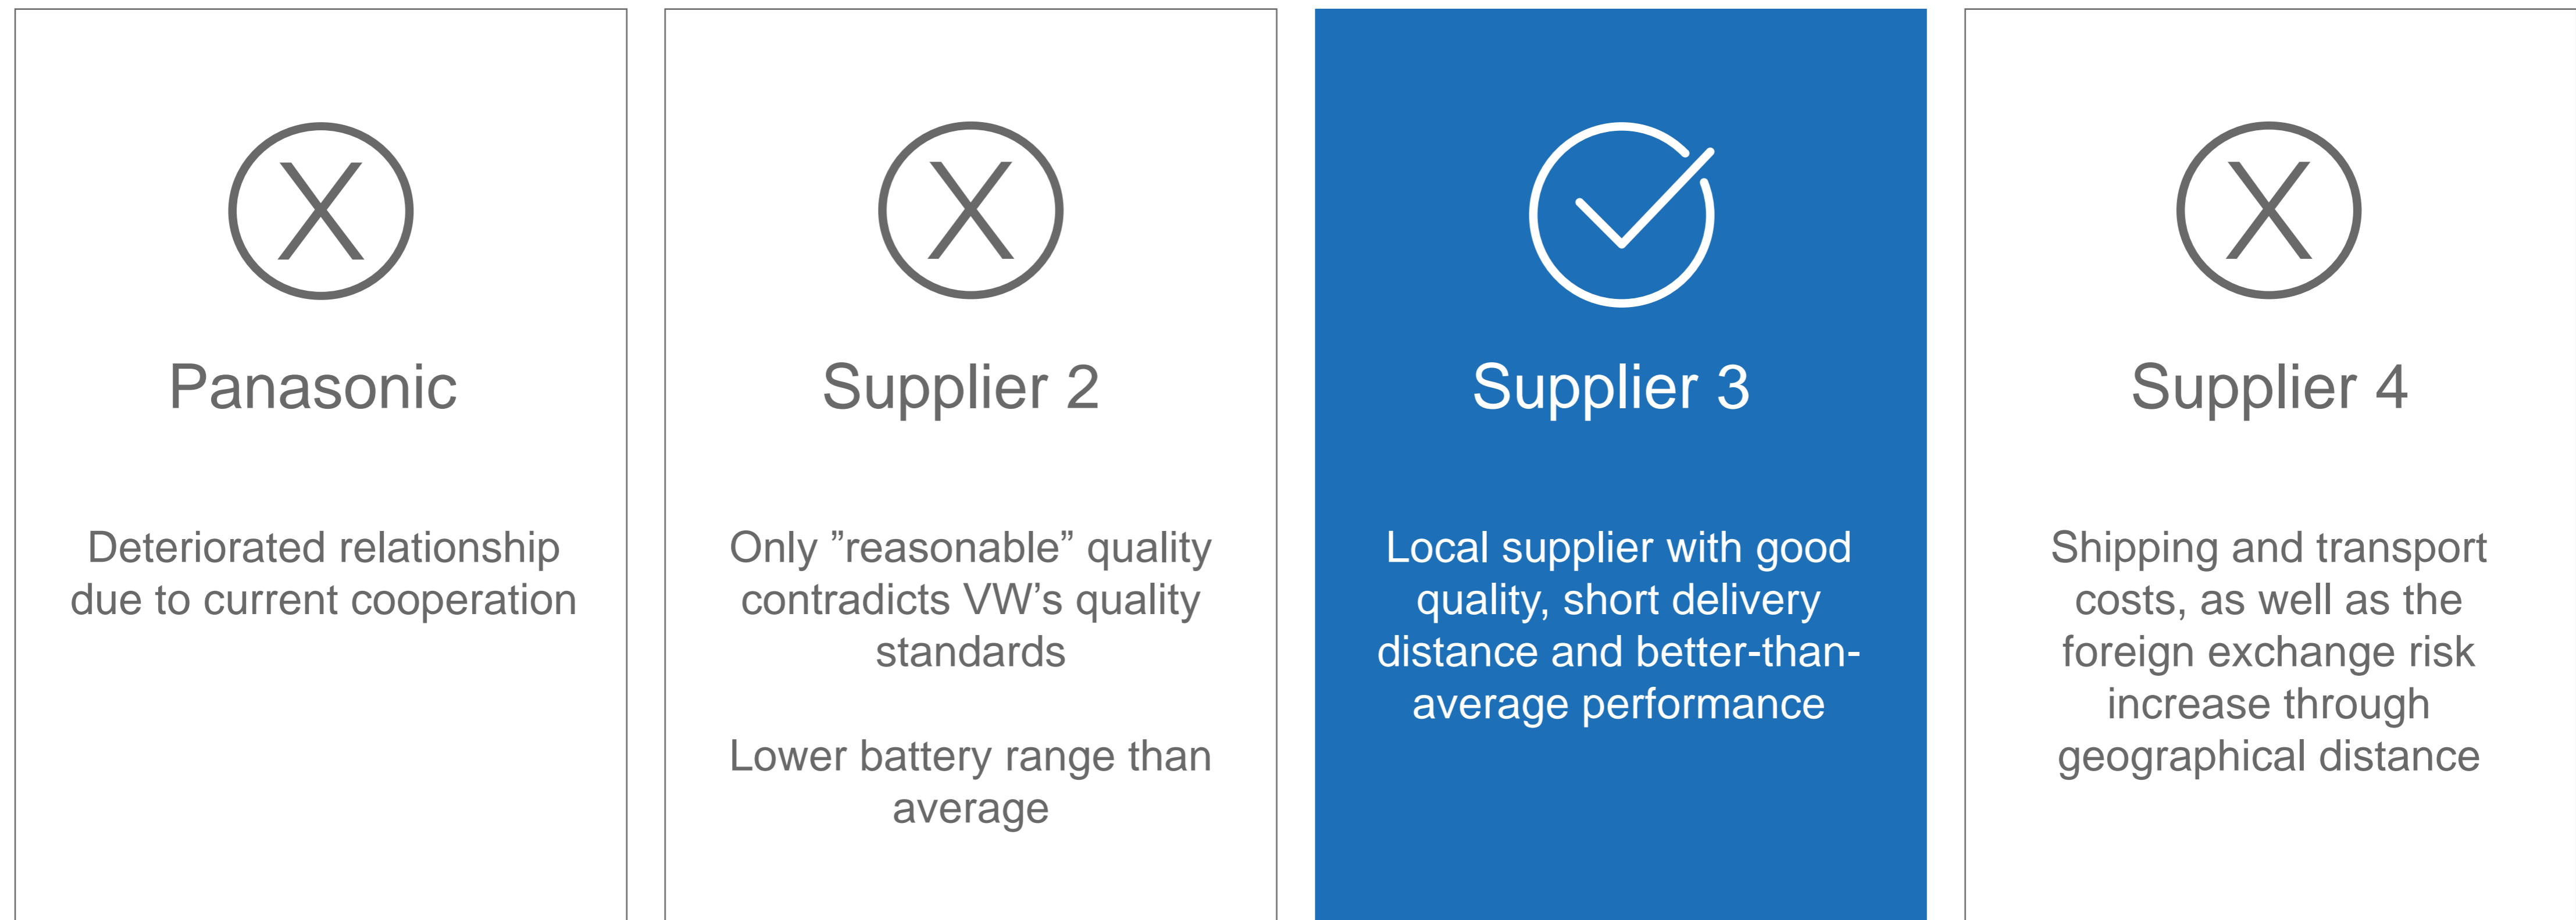 X
Panasonic
Deteriorated relationship
due to current cooperation
X
Supplier 2
Only ”reasonable” quality
contradicts VW’s quality
standards
Lower battery range than
average
Supplier 3
Local supplier with good
quality, short delivery
distance and better-than-
average performance
X
Supplier 4
Shipping and transport
costs, as well as the
foreign exchange risk
increase through
geographical distance